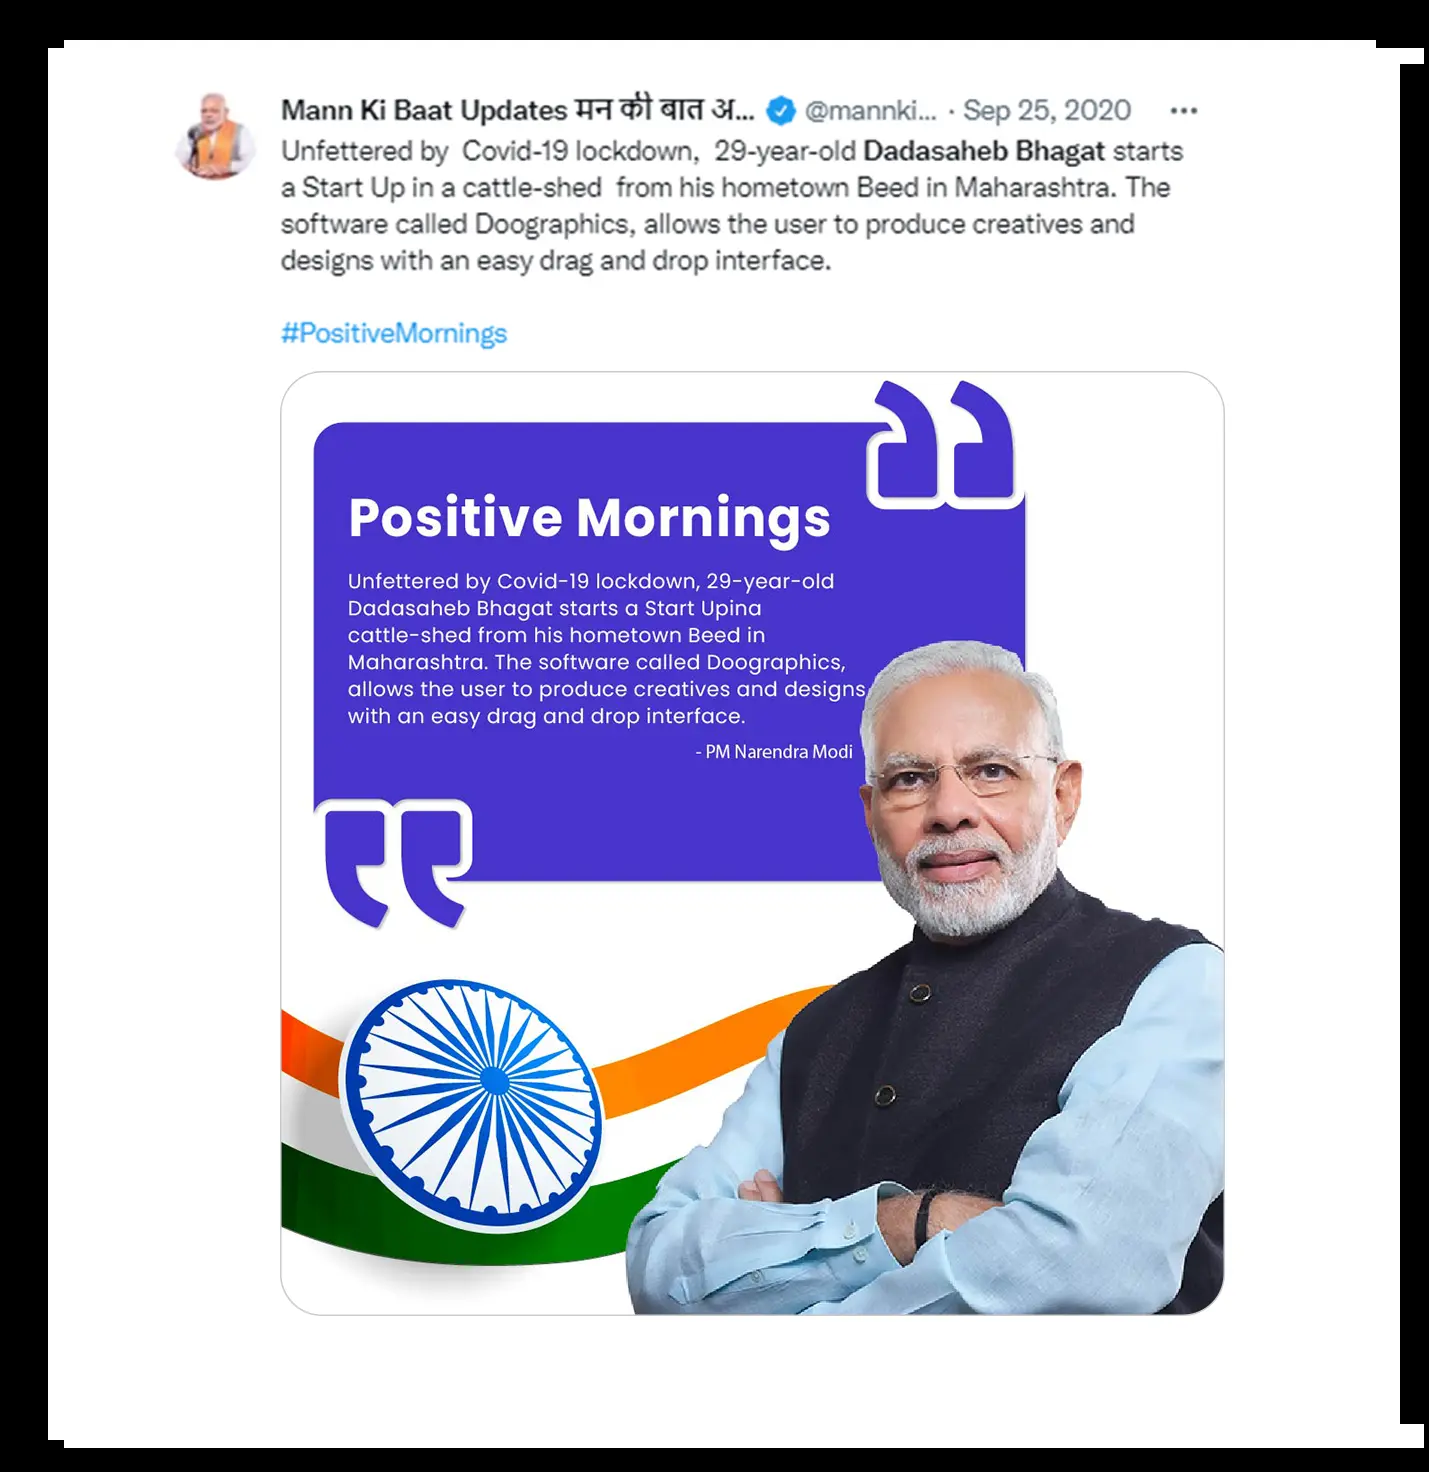 Mann Ki Baat Updates मन की बात अ... @mannki... · Sep 25, 2020 ···
Unfettered by Covid-19 lockdown, 29-year-old Dadasaheb Bhagat starts
a Start Up in a cattle-shed from his hometown Beed in Maharashtra. The
software called Doographics, allows the user to produce creatives and
designs with an easy drag and drop interface.
#PositiveMornings
Positive Mornings
Unfettered by Covid-19 lockdown, 29-year-old
Dadasaheb Bhagat starts a Start Upina
cattle-shed from his hometown Beed in
Maharashtra. The software called Doographics,
allows the user to produce creatives and designs
with an easy drag and drop interface.
- PM Narendra Modi